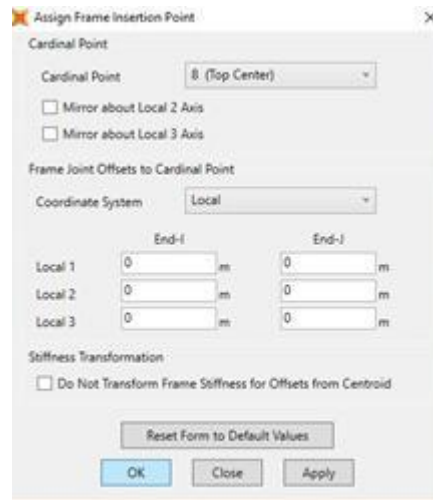 Assign Frame Insertion Point
Cardinal Point
Cardinal Point 8 (Top Center)
Mirror about Local 2 Axis
Mirror about Local 3 Axis
Frame Joint Offsets to Cardinal Point
Coordinate System Local
End-I End-J
Local 1 0 m 0 m
Local 2 0 m 0 m
Local 3 0 m 0 m
Stiffness Transformation
Do Not Transform Frame Stiffness for Offsets from Centroid
Reset Form to Default Values
OK Close Apply